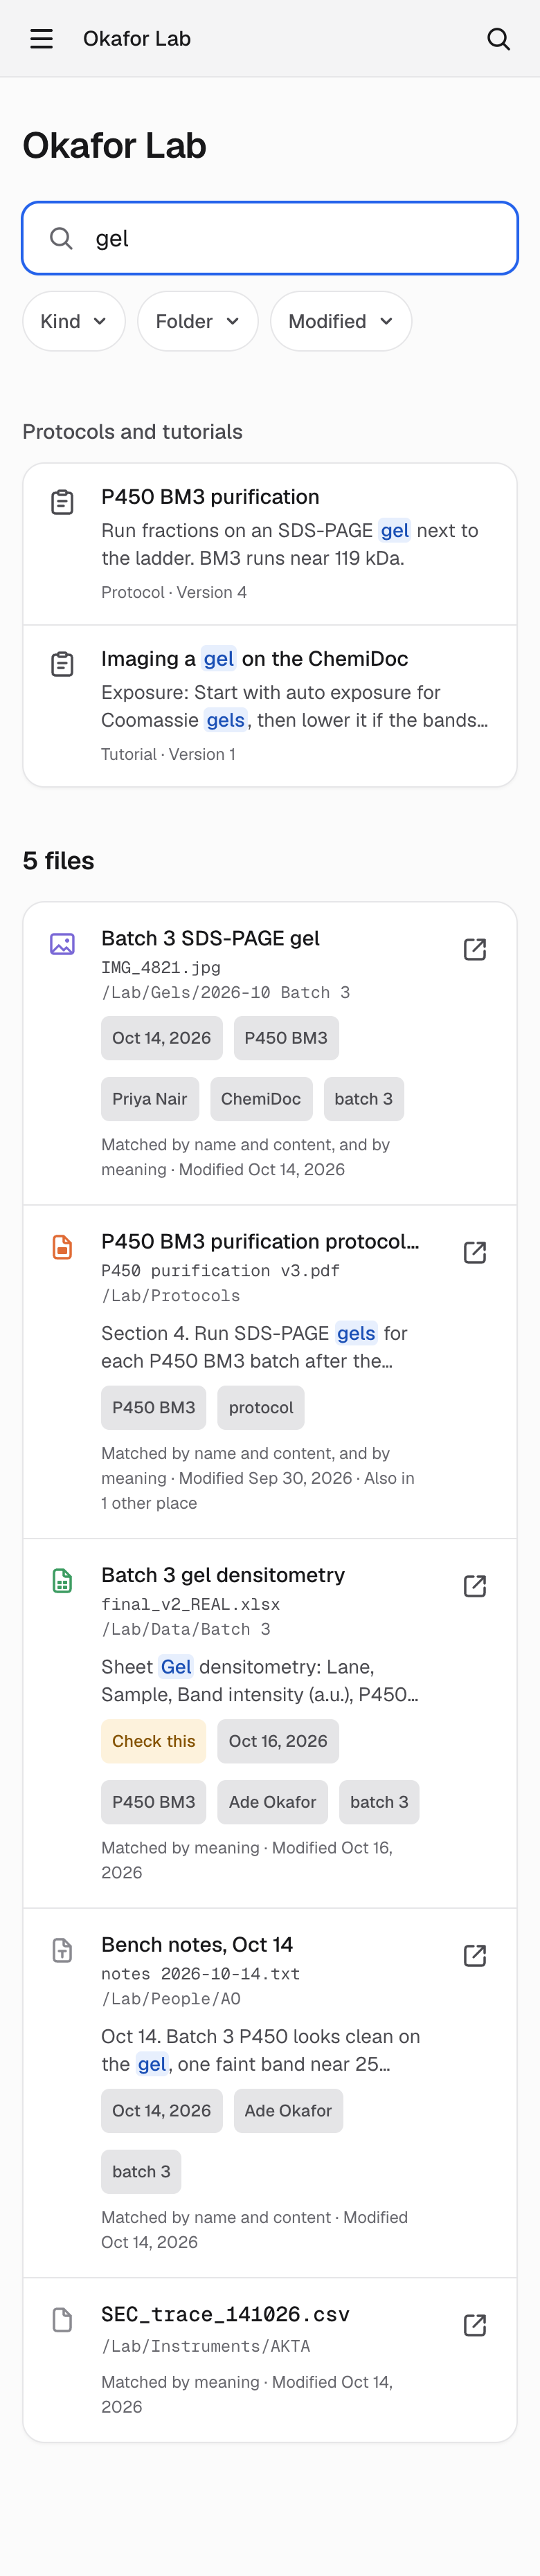 Okafor Lab
Okafor Lab
gel
Kind
Folder
Modified
Protocols and tutorials
P450 BM3 purification
Run fractions on an SDS-PAGE gel next to
the ladder. BM3 runs near 119 kDa.
Protocol · Version 4
Imaging a gel on the ChemiDoc
Exposure: Start with auto exposure for
Coomassie gels, then lower it if the bands…
Tutorial · Version 1
5 files
Batch 3 SDS-PAGE gel
IMG_4821.jpg
/Lab/Gels/2026-10 Batch 3
Oct 14, 2026
P450 BM3
Priya Nair
ChemiDoc
batch 3
Matched by name and content, and by
meaning · Modified Oct 14, 2026
P450 BM3 purification protocol…
P450 purification v3.pdf
/Lab/Protocols
Section 4. Run SDS-PAGE gels for
each P450 BM3 batch after the…
P450 BM3
protocol
Matched by name and content, and by
meaning · Modified Sep 30, 2026 · Also in
1 other place
Batch 3 gel densitometry
final_v2_REAL.xlsx
/Lab/Data/Batch 3
Sheet Gel densitometry: Lane,
Sample, Band intensity (a.u.), P450…
Check this
Oct 16, 2026
P450 BM3
Ade Okafor
batch 3
Matched by meaning · Modified Oct 16,
2026
Bench notes, Oct 14
notes 2026-10-14.txt
/Lab/People/AO
Oct 14. Batch 3 P450 looks clean on
the gel, one faint band near 25…
Oct 14, 2026
Ade Okafor
batch 3
Matched by name and content · Modified
Oct 14, 2026
SEC_trace_141026.csv
/Lab/Instruments/AKTA
Matched by meaning · Modified Oct 14,
2026